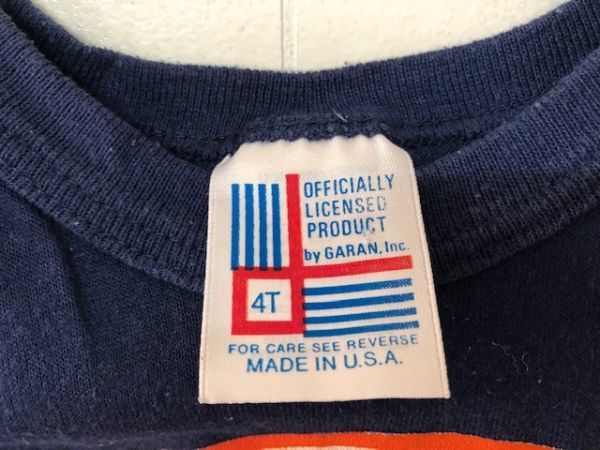 OFFICIALLY
LICENSED
PRODUCT
by GARAN, Inc.
4T
FOR CARE SEE REVERSE
MADE IN U.S.A.